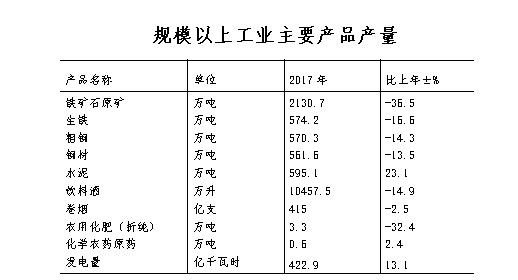 规模以上工业主要产品产量
产品名称 单位 2017年 比上年±%
铁矿石原矿 万吨 2130.7 -36.5
生铁 万吨 574.2 -16.6
粗钢 万吨 570.3 -14.3
钢材 万吨 561.6 -13.5
水泥 万吨 595.1 23.1
饮料酒 万升 10457.5 -14.9
卷烟 亿支 415 -2.5
农用化肥（折纯） 万吨 3.3 -32.4
化学农药原药 万吨 0.6 2.4
发电量 亿千瓦时 422.9 13.1